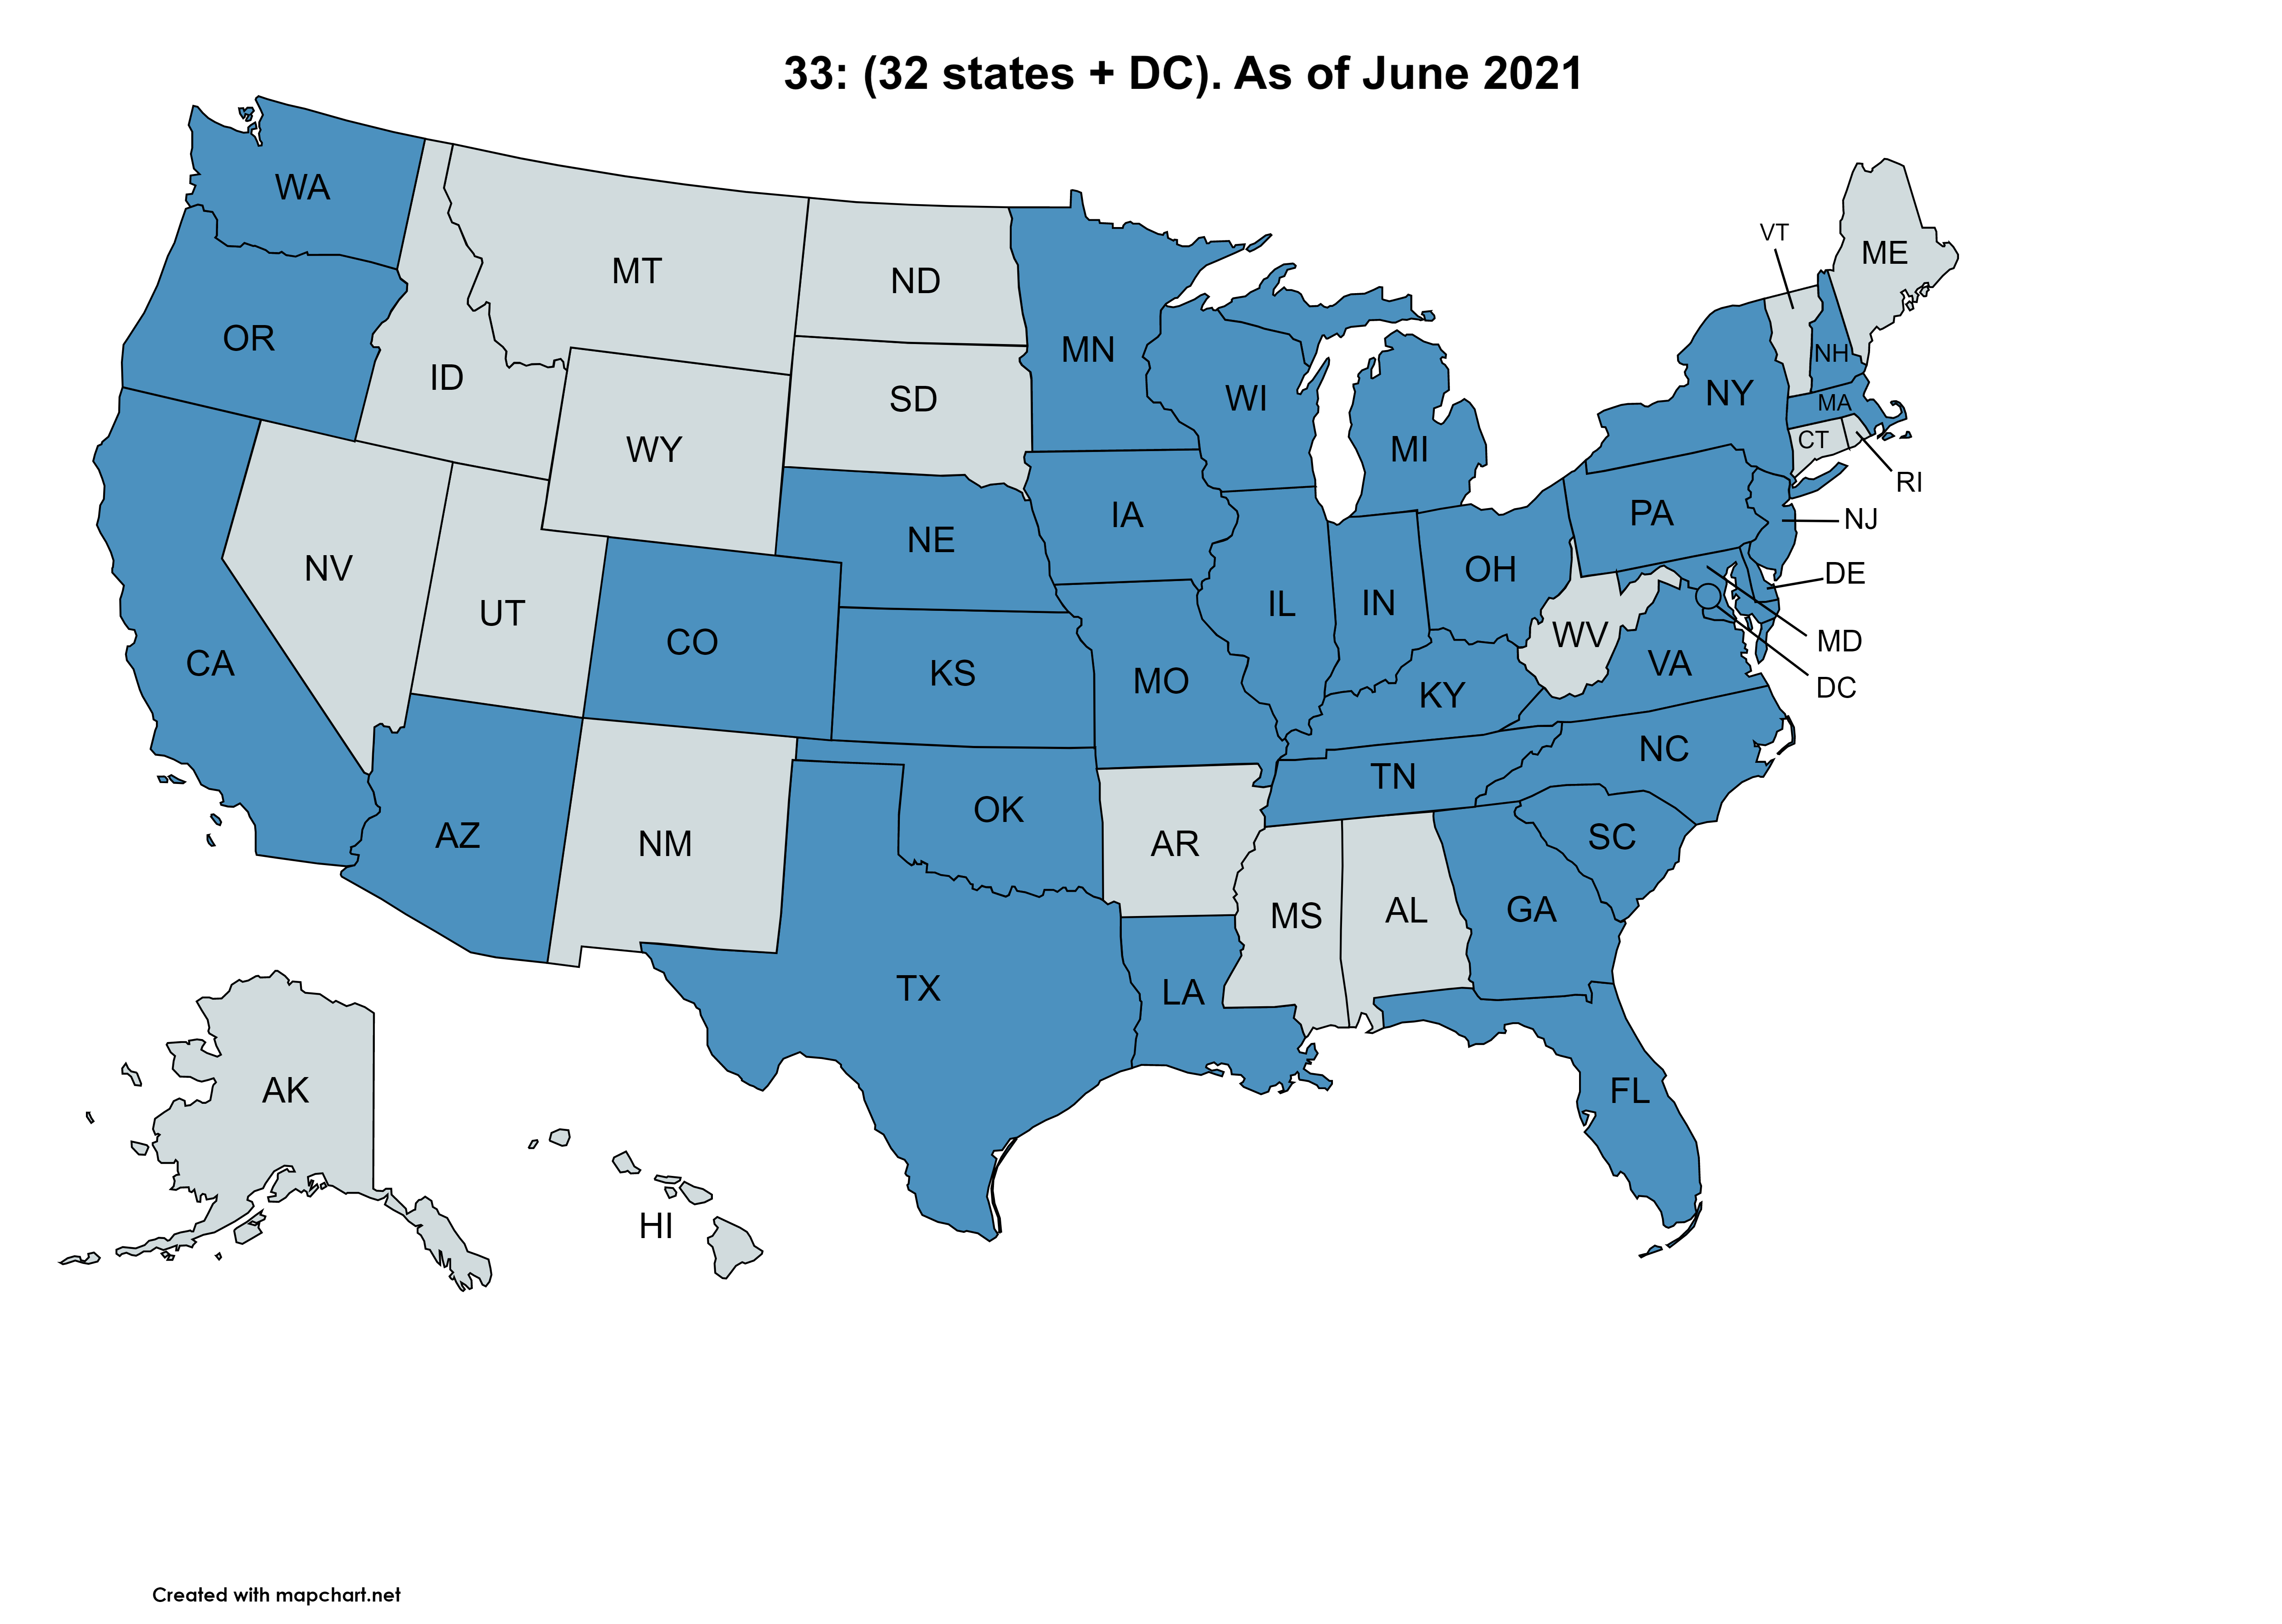 33: (32 states + DC). As of June 2021
WA
MT
ND
MN
VT
ME
OR
ID
SD
WI
NH
NY
MA
WY
MI
CT
RI
IA
PA
NJ
NE
NV
UT
IL
IN
OH
DE
CO
KS
MO
WV
MD
CA
KY
VA
DC
AZ
NM
OK
AR
TN
NC
SC
MS
AL
GA
TX
LA
AK
FL
HI
Created with mapchart.net